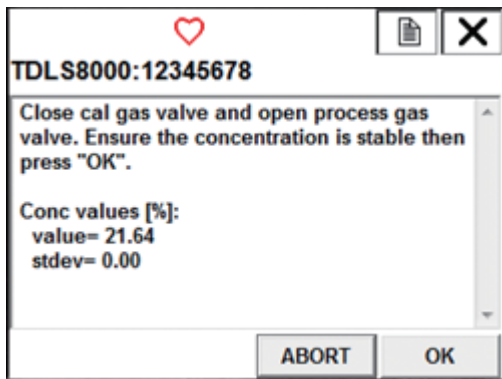 TDLS8000:12345678
Close cal gas valve and open process gas
valve. Ensure the concentration is stable then
press "OK".
Conc values [%]:
value= 21.64
stdev= 0.00
ABORT
OK